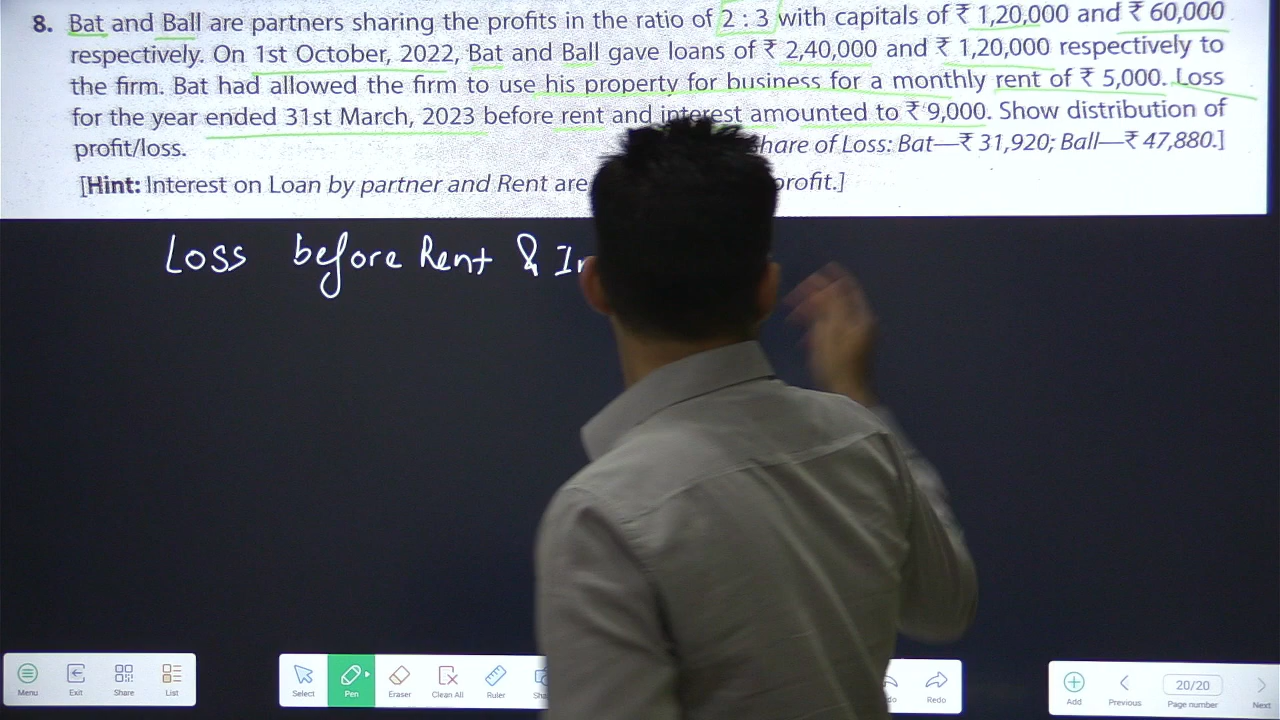 8. Bat and Ball are partners sharing the profits in the ratio of 2 : 3 with capitals of ₹ 1,20,000 and ₹ 60,000
respectively. On 1st October, 2022, Bat and Ball gave loans of ₹ 2,40,000 and ₹ 1,20,000 respectively to
the firm. Bat had allowed the firm to use his property for business for a monthly rent of ₹ 5,000. Loss
for the year ended 31st March, 2023 before rent and interest amounted to ₹ 9,000. Show distribution of
profit/loss. Share of Loss: Bat—₹ 31,920; Ball—₹ 47,880.]
[Hint: Interest on Loan by partner and Rent are profit.]
Loss before Rent &
Menu Exit Share List Select Pen Eraser Clean All Ruler Redo Add Previous 20/20 Page number Next